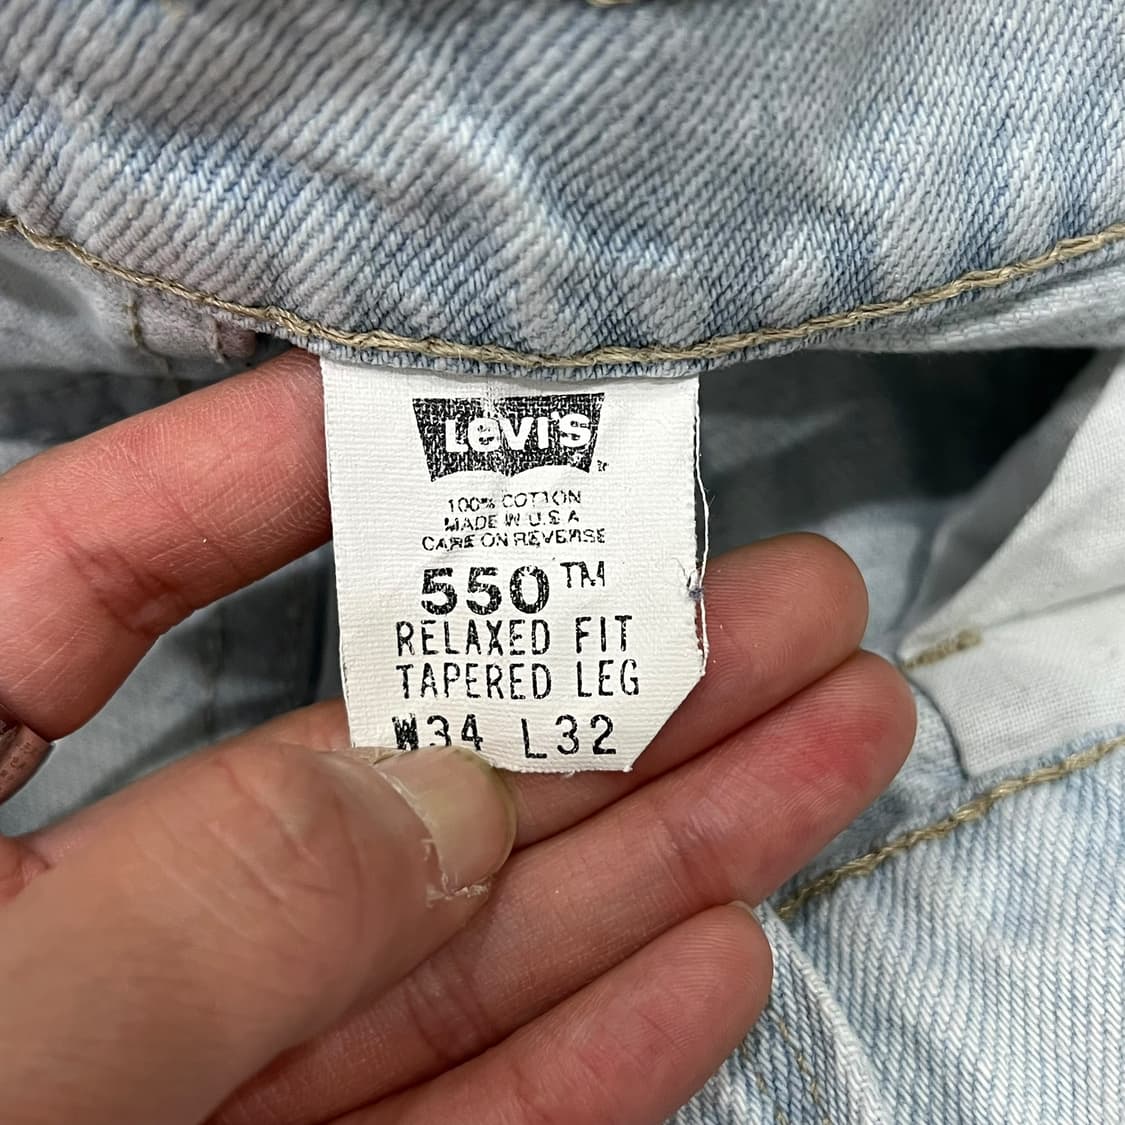 Levi's
100% COTTON
MADE IN U.S.A
CARE ON REVERSE
550™
RELAXED FIT
TAPERED LEG
W34 L32